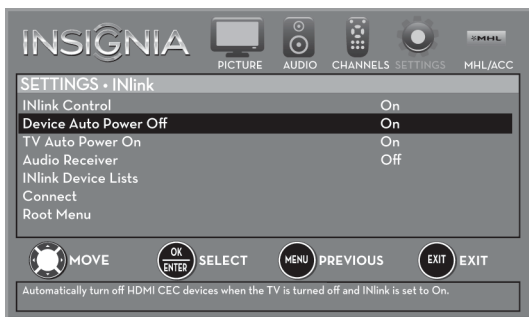 INSIGNIA
PICTURE AUDIO CHANNELS SETTINGS MHL/ACC
MHL
SETTINGS • INlink
INlink Control On
Device Auto Power Off On
TV Auto Power On On
Audio Receiver Off
INlink Device Lists
Connect
Root Menu
MOVE OK ENTER SELECT MENU PREVIOUS EXIT EXIT
Automatically turn off HDMI CEC devices when the TV is turned off and INlink is set to On.